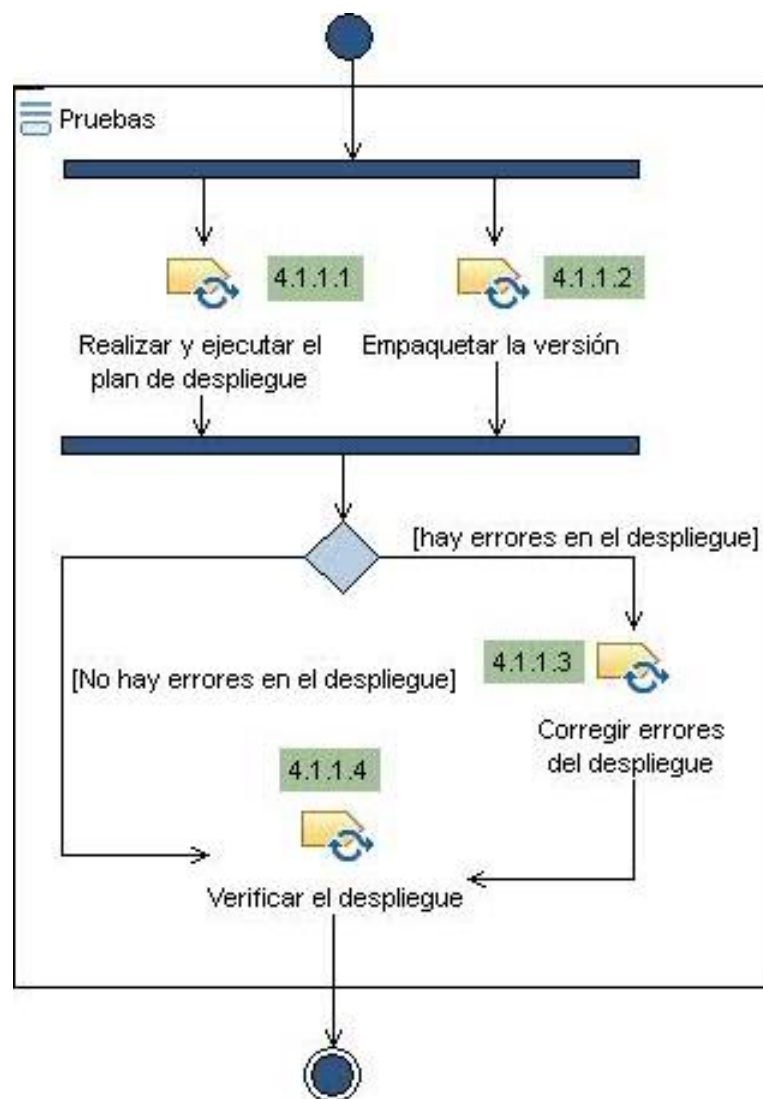 Pruebas
4.1.1.1
4.1.1.2
Realizar y ejecutar el
plan de despliegue
Empaquetar la versión
[hay errores en el despliegue]
[No hay errores en el despliegue]
4.1.1.3
Corregir errores
del despliegue
4.1.1.4
Verificar el despliegue